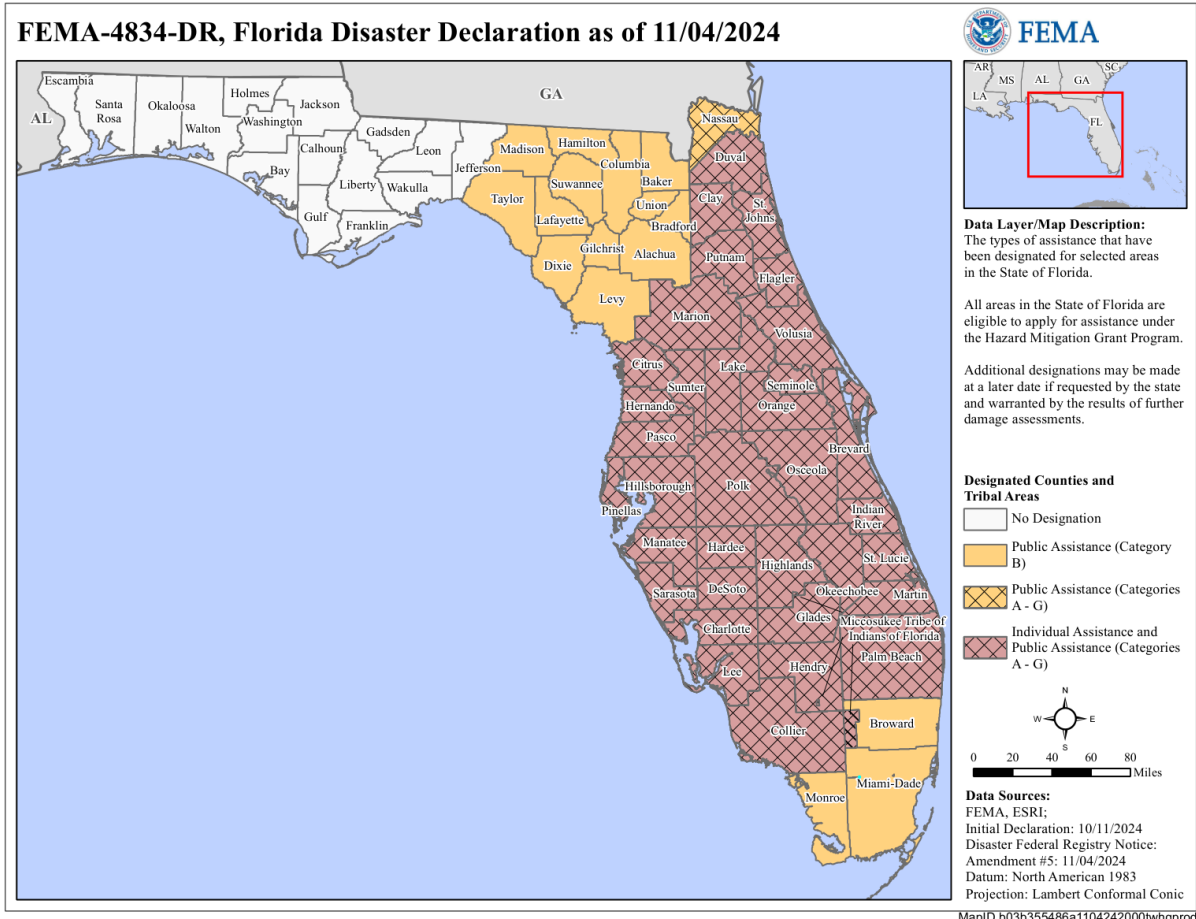 FEMA-4834-DR, Florida Disaster Declaration as of 11/04/2024
FEMA
U.S. DEPARTMENT OF HOMELAND SECURITY
AL
GA
Escambia
Santa
Rosa
Okaloosa
Walton
Holmes
Washington
Jackson
Calhoun
Bay
Gulf
Liberty
Gadsden
Leon
Wakulla
Franklin
Jefferson
Madison
Taylor
Hamilton
Suwannee
Lafayette
Columbia
Baker
Union
Bradford
Gilchrist
Dixie
Alachua
Levy
Nassau
Duval
Clay
St.
Johns
Putnam
Flagler
Marion
Volusia
Citrus
Sumter
Lake
Seminole
Hernando
Orange
Pasco
Brevard
Osceola
Hillsborough
Polk
Pinellas
Indian
River
Manatee
Hardee
Highlands
St. Lucie
Sarasota
DeSoto
Okeechobee
Martin
Charlotte
Glades
Miccosukee Tribe of
Indians of Florida
Lee
Hendry
Palm Beach
Collier
Broward
Monroe
Miami-Dade
AR
MS
AL
GA
SC
LA
FL
Data Layer/Map Description:
The types of assistance that have
been designated for selected areas
in the State of Florida.
All areas in the State of Florida are
eligible to apply for assistance under
the Hazard Mitigation Grant Program.
Additional designations may be made
at a later date if requested by the state
and warranted by the results of further
damage assessments.
Designated Counties and
Tribal Areas
No Designation
Public Assistance (Category
B)
Public Assistance (Categories
A - G)
Individual Assistance and
Public Assistance (Categories
A - G)
N
W
E
S
0 20 40 60 80
Miles
Data Sources:
FEMA, ESRI;
Initial Declaration: 10/11/2024
Disaster Federal Registry Notice:
Amendment #5: 11/04/2024
Datum: North American 1983
Projection: Lambert Conformal Conic
MapID b03b355486a1104242000twhqprod